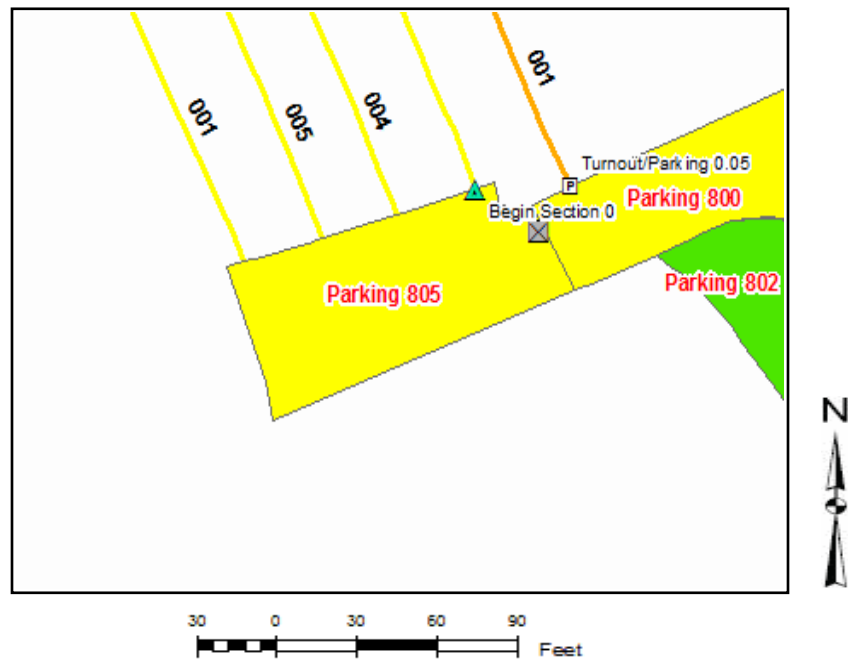 001
005
004
001
Turnout/Parking 0.05
Parking 800
Begin Section 0
P
Parking 802
Parking 805
N
30 0 30 60 90
Feet